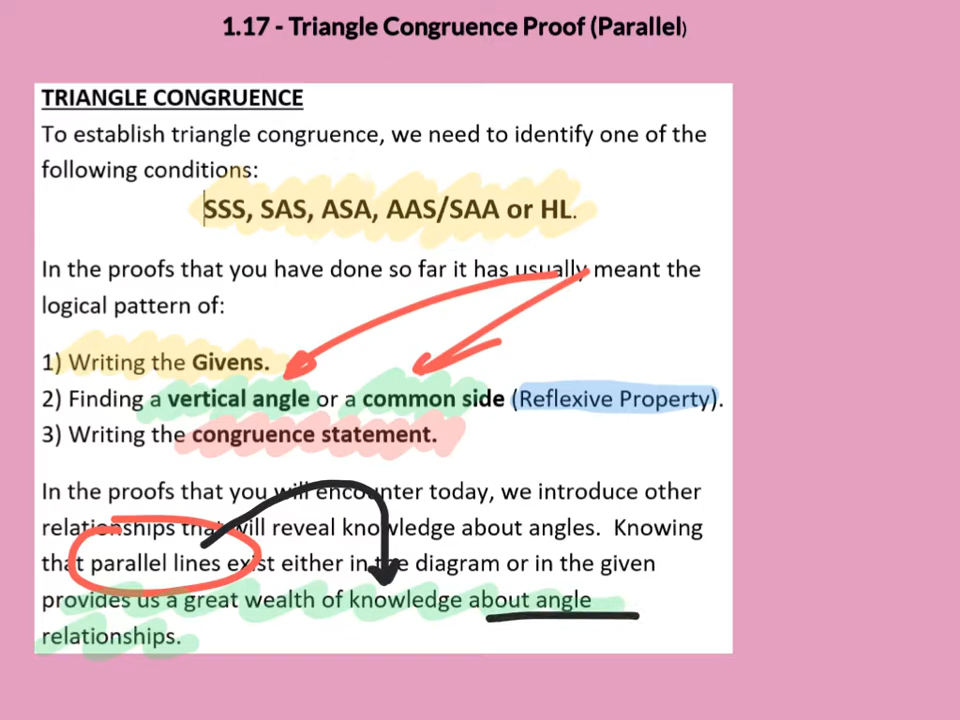 1.17 - Triangle Congruence Proof (Parallel)
TRIANGLE CONGRUENCE
To establish triangle congruence, we need to identify one of the
following conditions:
SSS, SAS, ASA, AAS/SAA or HL.
In the proofs that you have done so far it has usually meant the
logical pattern of:
1) Writing the Givens.
2) Finding a vertical angle or a common side (Reflexive Property).
3) Writing the congruence statement.
In the proofs that you will encounter today, we introduce other
relationships that will reveal knowledge about angles.  Knowing
that parallel lines exist either in the diagram or in the given
provides us a great wealth of knowledge about angle
relationships.